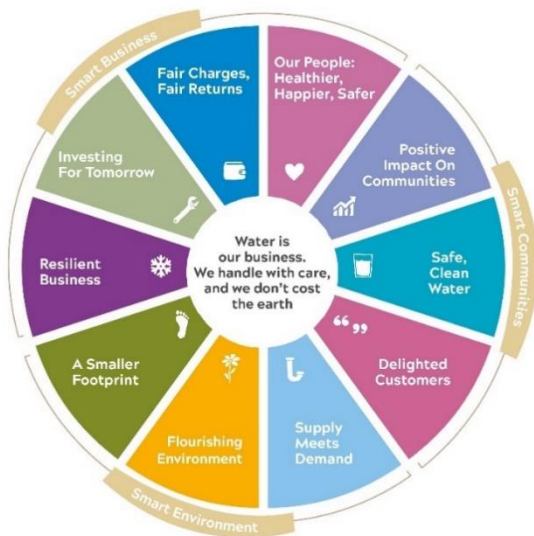 Smart Business
Fair Charges,
Fair Returns
Our People:
Healthier,
Happier, Safer
Positive
Impact On
Communities
Smart Communities
Safe,
Clean
Water
Delighted
Customers
Supply
Meets
Demand
Flourishing
Environment
Smart Environment
A Smaller
Footprint
Resilient
Business
Investing
For Tomorrow
Water is
our business.
We handle with care,
and we don't cost
the earth